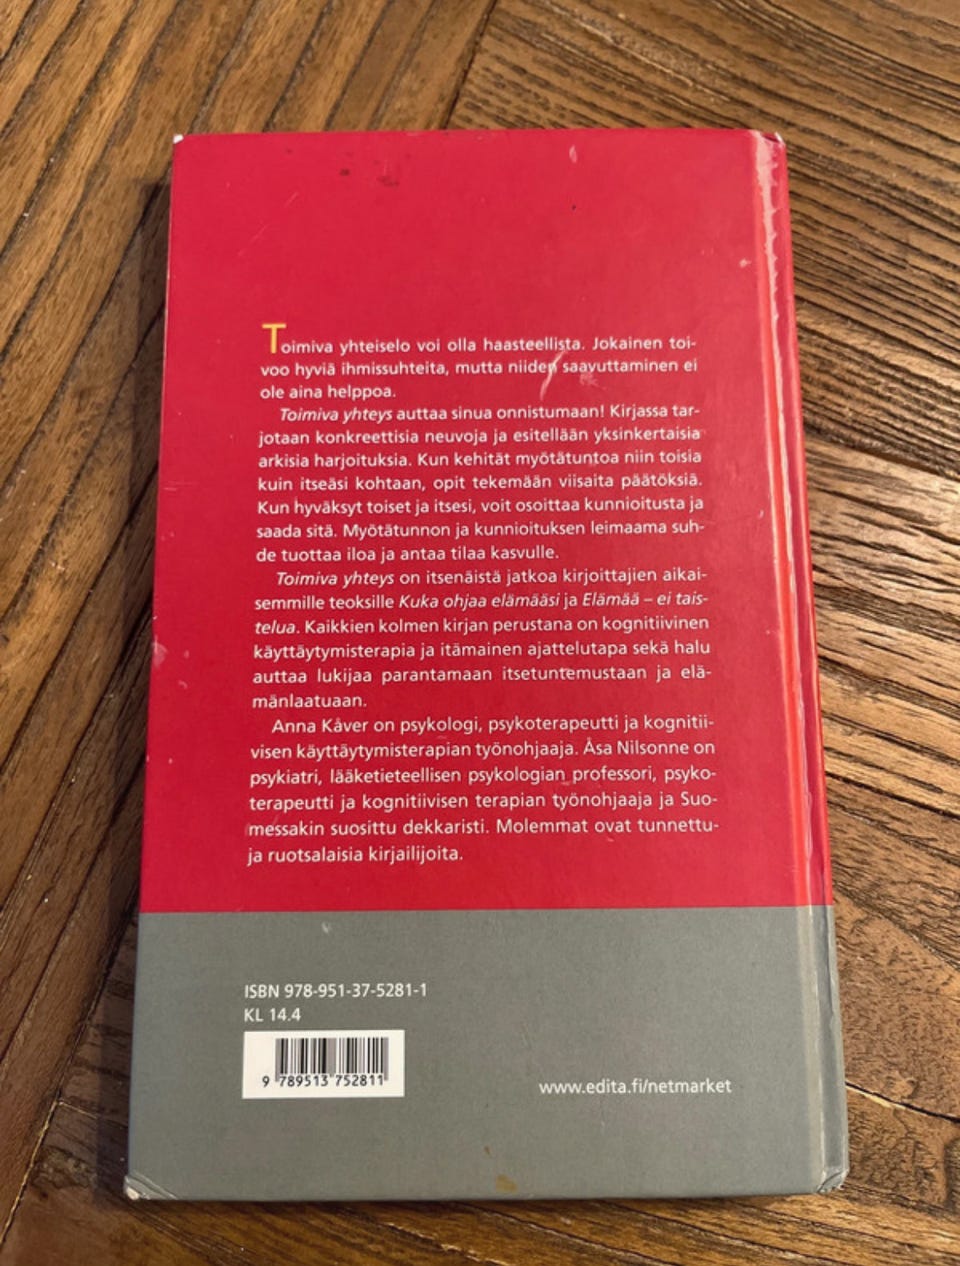 Toimiva yhteiselo voi olla haasteellista. Jokainen toi-
voo hyviä ihmissuhteita, mutta niiden saavuttaminen ei
ole aina helppoa.
Toimiva yhteys auttaa sinua onnistumaan! Kirjassa tar-
jotaan konkreettisia neuvoja ja esitellään yksinkertaisia
arkisia harjoituksia. Kun kehität myötätuntoa niin toisia
kuin itseäsi kohtaan, opit tekemään viisaita päätöksiä.
Kun hyväksyt toiset ja itsesi, voit osoittaa kunnioitusta ja
saada sitä. Myötätunnon ja kunnioituksen leimaama suh-
de tuottaa iloa ja antaa tilaa kasvulle.
Toimiva yhteys on itsenäistä jatkoa kirjoittajien aikai-
semmille teoksille Kuka ohjaa elämääsi ja Elämää – ei tais-
telua. Kaikkien kolmen kirjan perustana on kognitiivinen
käyttäytymisterapia ja itämainen ajattelutapa sekä halu
auttaa lukijaa parantamaan itsetuntemustaan ja elä-
mänlaatuaan.
Anna Kåver on psykologi, psykoterapeutti ja kognitii-
visen käyttäytymisterapian työnohjaaja. Åsa Nilsonne on
psykiatri, lääketieteellisen psykologian professori, psyko-
terapeutti ja kognitiivisen terapian työnohjaaja ja Suo-
messakin suosittu dekkaristi. Molemmat ovat tunnettu-
ja ruotsalaisia kirjailijoita.
ISBN 978-951-37-5281-1
KL 14.4
9 789513 752811
www.edita.fi/netmarket